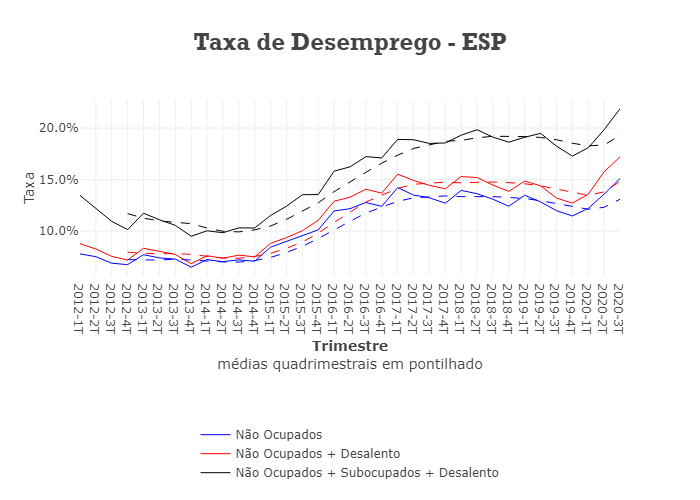 Taxa de Desemprego - ESP
20.0%
15.0%
10.0%
Taxa
2012-1T
2012-2T
2012-3T
2012-4T
2013-1T
2013-2T
2013-3T
2013-4T
2014-1T
2014-2T
2014-3T
2014-4T
2015-1T
2015-2T
2015-3T
2015-4T
2016-1T
2016-2T
2016-3T
2016-4T
2017-1T
2017-2T
2017-3T
2017-4T
2018-1T
2018-2T
2018-3T
2018-4T
2019-1T
2019-2T
2019-3T
2019-4T
2020-1T
2020-2T
2020-3T
Trimestre
médias quadrimestrais em pontilhado
Não Ocupados
Não Ocupados + Desalento
Não Ocupados + Subocupados + Desalento